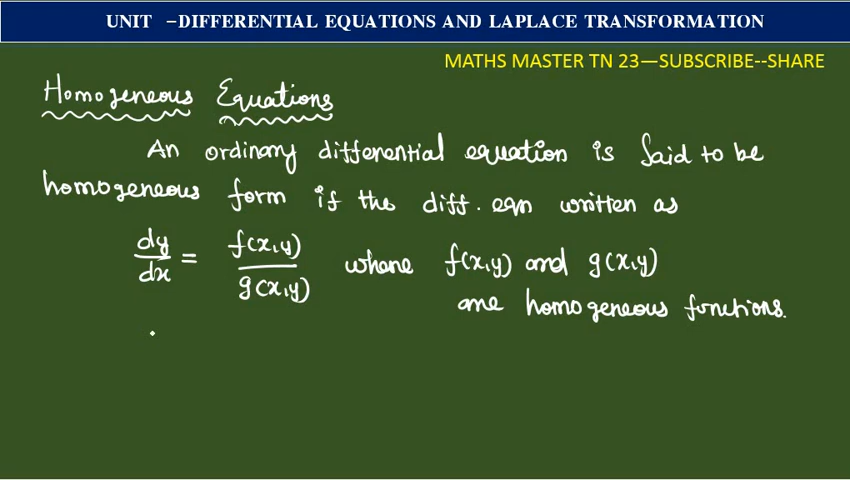 UNIT –DIFFERENTIAL EQUATIONS AND LAPLACE TRANSFORMATION
MATHS MASTER TN 23—SUBSCRIBE--SHARE
Homogeneous Equations
An ordinary differential equation is said to be
homogeneous form if the diff. eqn written as
dy/dx = f(x,y)/g(x,y) where f(x,y) and g(x,y)
are homogeneous functions.